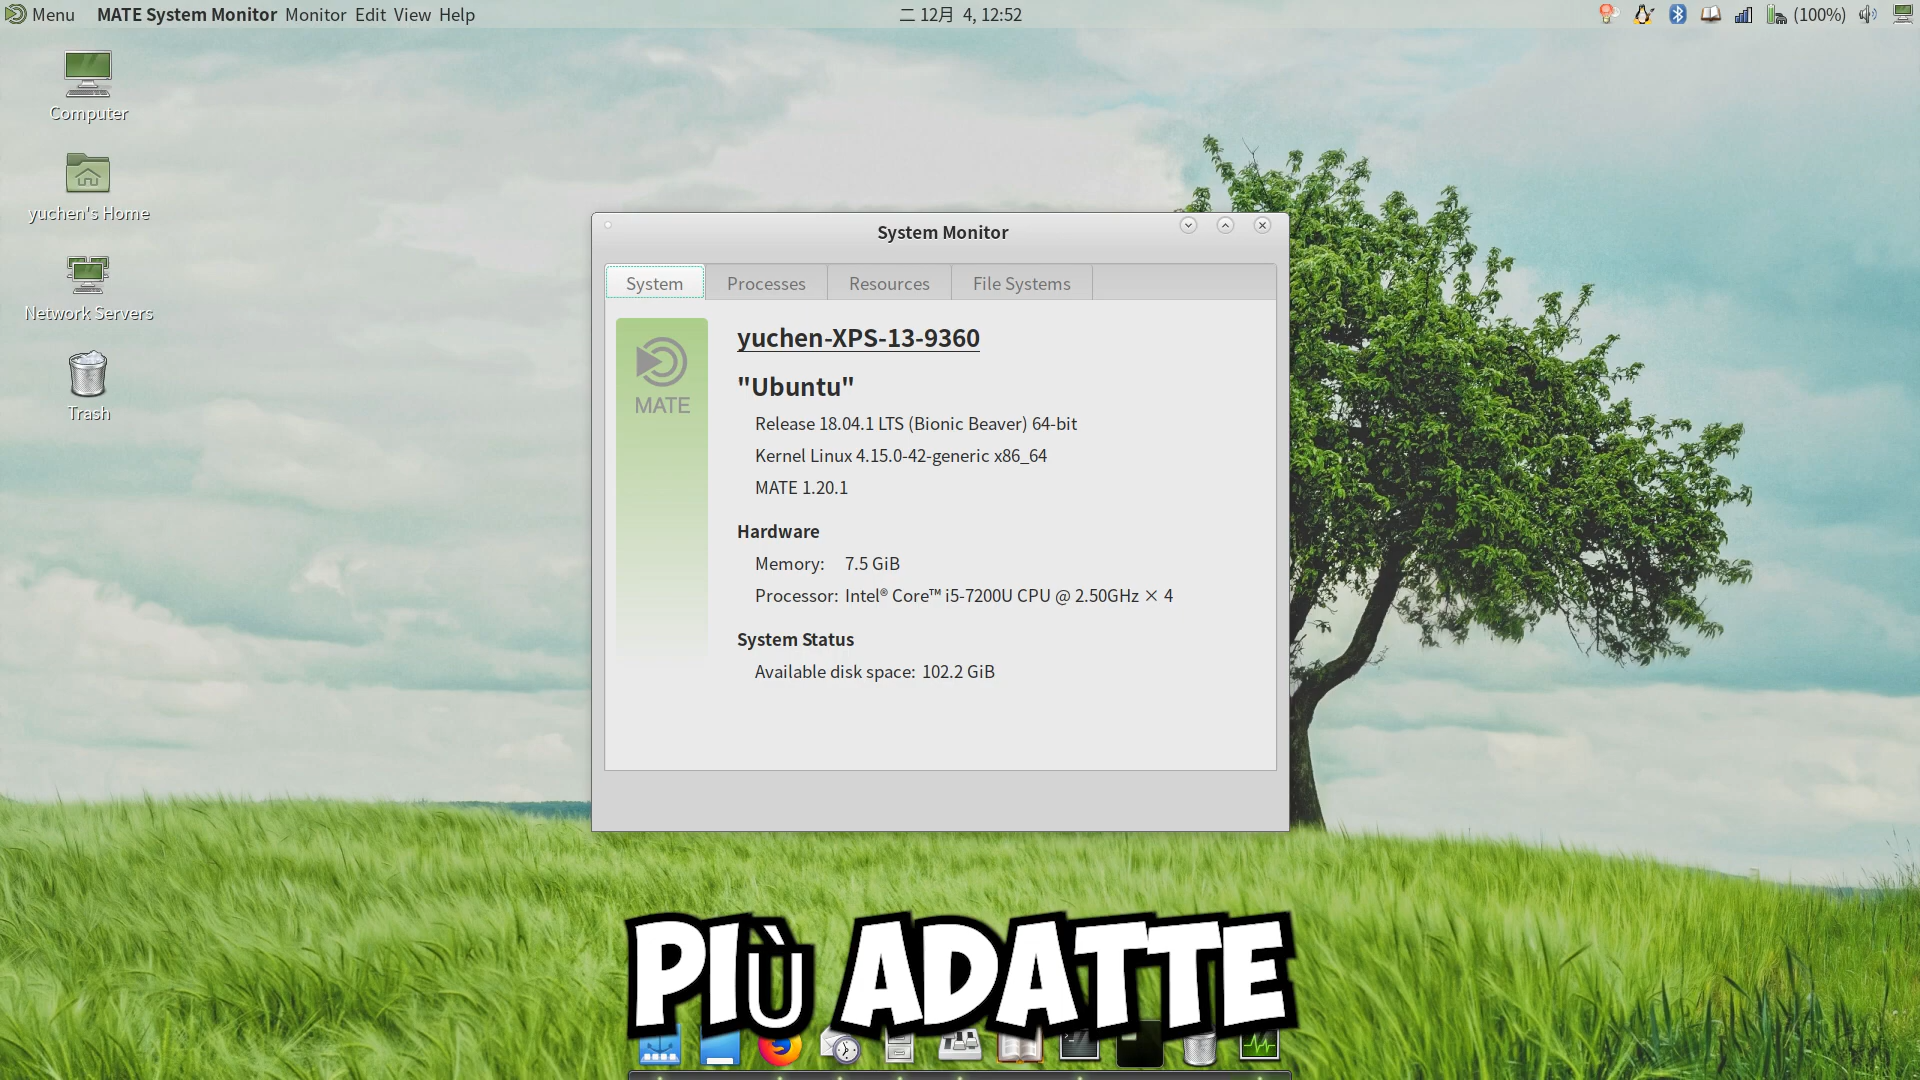 Menu MATE System Monitor Monitor Edit View Help 二 12月 4, 12:52 (100%)
Computer
yuchen's Home
Network Servers
Trash
System Monitor
System Processes Resources File Systems
MATE
yuchen-XPS-13-9360
"Ubuntu"
Release 18.04.1 LTS (Bionic Beaver) 64-bit
Kernel Linux 4.15.0-42-generic x86_64
MATE 1.20.1
Hardware
Memory: 7.5 GiB
Processor: Intel® Core™ i5-7200U CPU @ 2.50GHz × 4
System Status
Available disk space: 102.2 GiB
PIÙ ADATTE